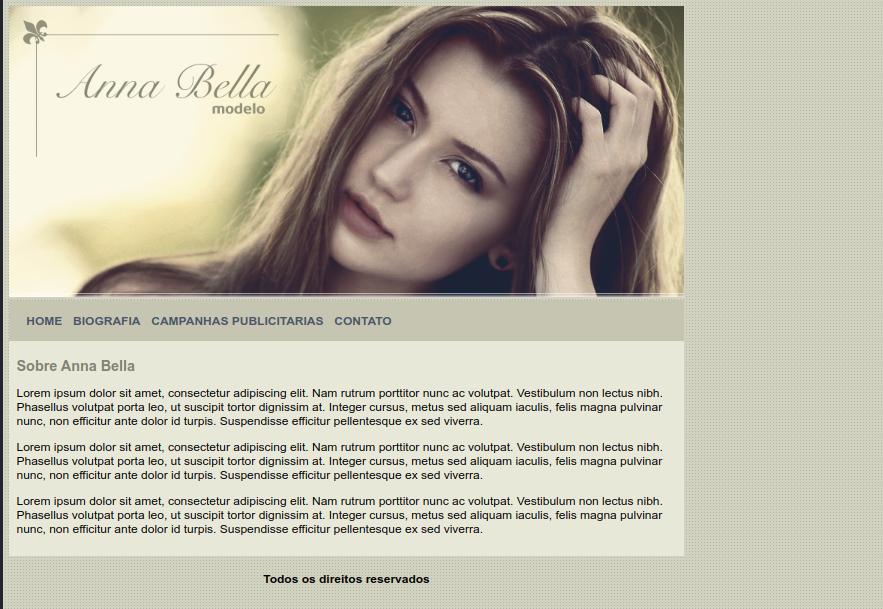 Anna Bella
modelo
HOME BIOGRAFIA CAMPANHAS PUBLICITARIAS CONTATO
Sobre Anna Bella
Lorem ipsum dolor sit amet, consectetur adipiscing elit. Nam rutrum porttitor nunc ac volutpat. Vestibulum non lectus nibh.
Phasellus volutpat porta leo, ut suscipit tortor dignissim at. Integer cursus, metus sed aliquam iaculis, felis magna pulvinar
nunc, non efficitur ante dolor id turpis. Suspendisse efficitur pellentesque ex sed viverra.
Lorem ipsum dolor sit amet, consectetur adipiscing elit. Nam rutrum porttitor nunc ac volutpat. Vestibulum non lectus nibh.
Phasellus volutpat porta leo, ut suscipit tortor dignissim at. Integer cursus, metus sed aliquam iaculis, felis magna pulvinar
nunc, non efficitur ante dolor id turpis. Suspendisse efficitur pellentesque ex sed viverra.
Lorem ipsum dolor sit amet, consectetur adipiscing elit. Nam rutrum porttitor nunc ac volutpat. Vestibulum non lectus nibh.
Phasellus volutpat porta leo, ut suscipit tortor dignissim at. Integer cursus, metus sed aliquam iaculis, felis magna pulvinar
nunc, non efficitur ante dolor id turpis. Suspendisse efficitur pellentesque ex sed viverra.
Todos os direitos reservados